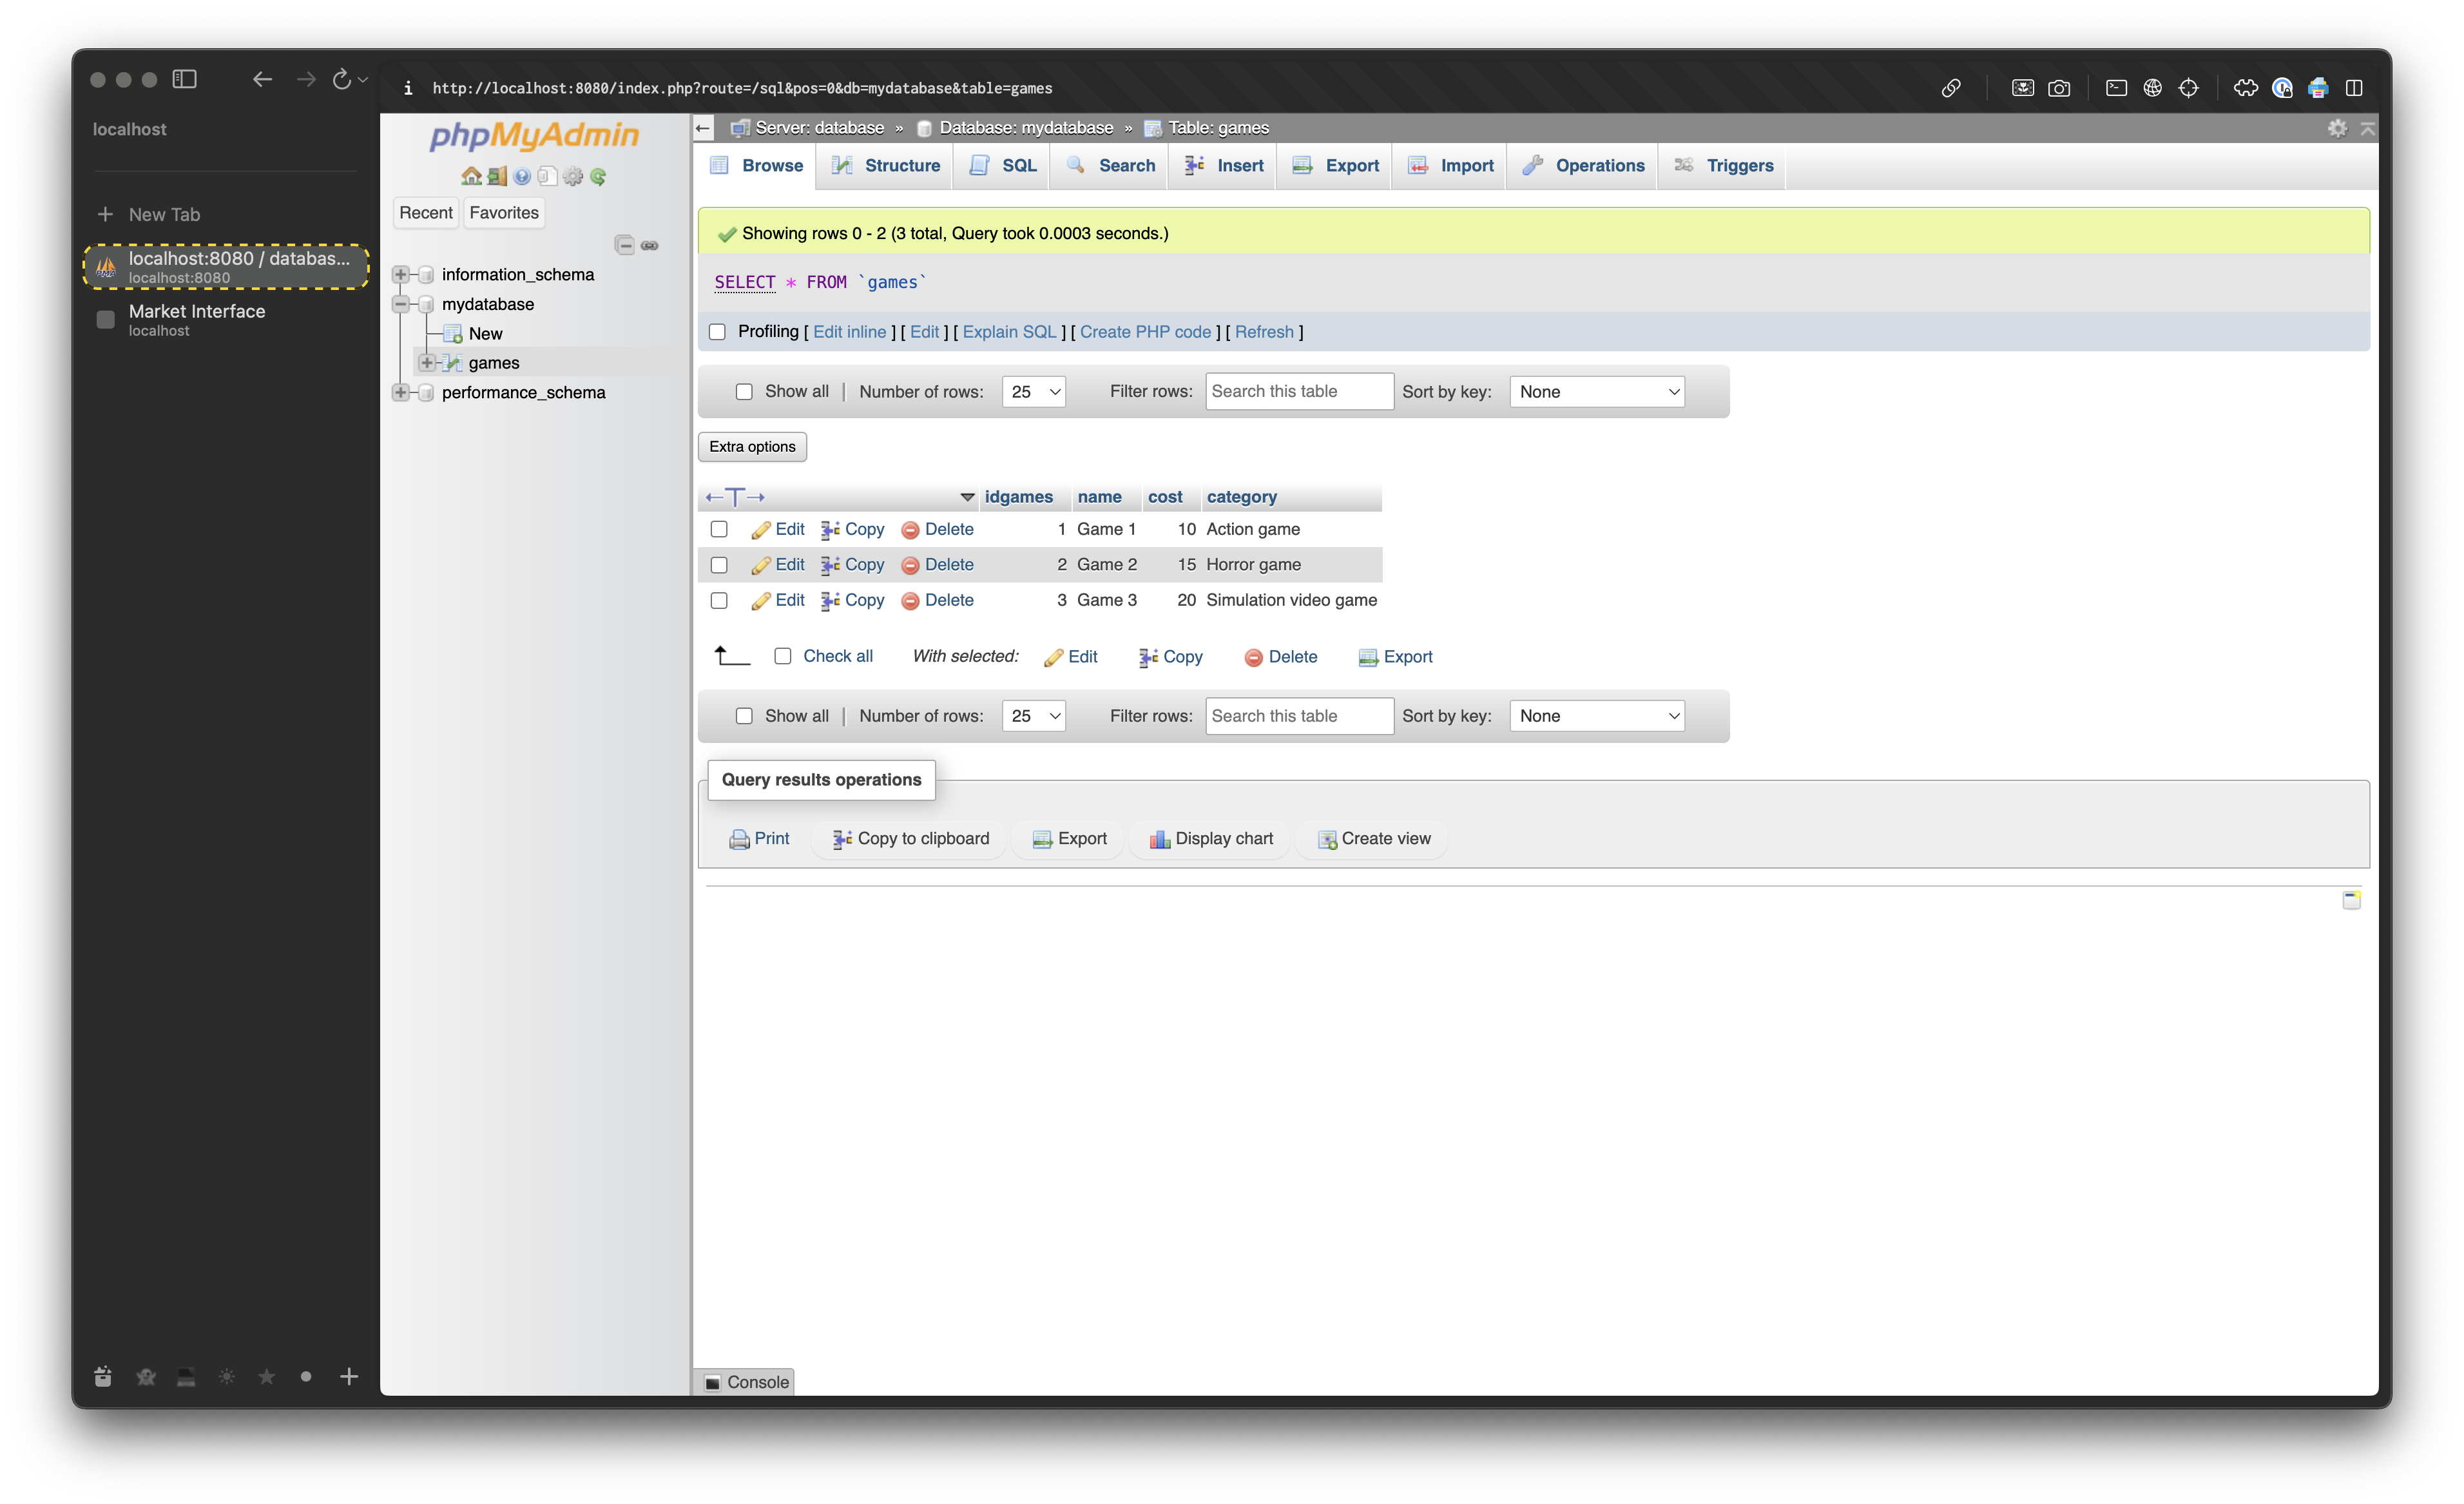 localhost
New Tab
localhost:8080 / databas...
localhost:8080
Market Interface
localhost
http://localhost:8080/index.php?route=/sql&pos=0&db=mydatabase&table=games
phpMyAdmin
Recent Favorites
information_schema
mydatabase
New
games
performance_schema
Server: database » Database: mydatabase » Table: games
Browse Structure SQL Search Insert Export Import Operations Triggers
Showing rows 0 - 2 (3 total, Query took 0.0003 seconds.)
SELECT * FROM `games`
Profiling [ Edit inline ] [ Edit ] [ Explain SQL ] [ Create PHP code ] [ Refresh ]
Show all | Number of rows: 25 Filter rows: Search this table Sort by key: None
Extra options
←T→ idgames name cost category
Edit Copy Delete 1 Game 1 10 Action game
Edit Copy Delete 2 Game 2 15 Horror game
Edit Copy Delete 3 Game 3 20 Simulation video game
Check all With selected: Edit Copy Delete Export
Show all | Number of rows: 25 Filter rows: Search this table Sort by key: None
Query results operations
Print Copy to clipboard Export Display chart Create view
Console